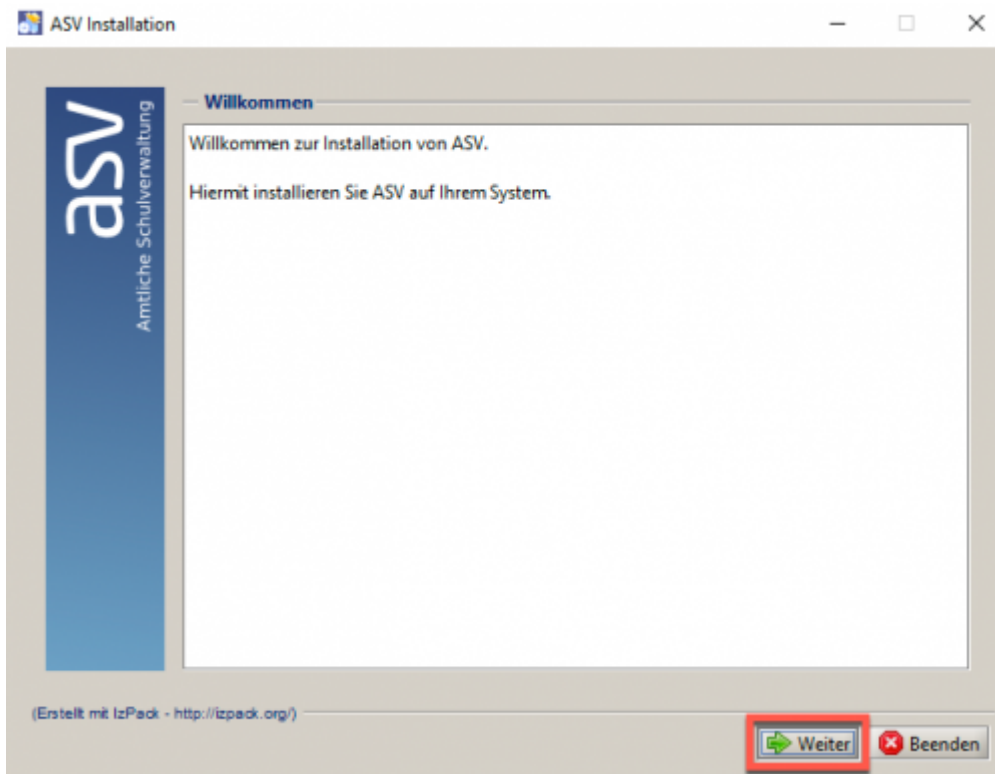 ASV Installation
asv
Amtliche Schulverwaltung
Willkommen
Willkommen zur Installation von ASV.
Hiermit installieren Sie ASV auf Ihrem System.
(Erstellt mit IzPack - http://izpack.org/)
Weiter
Beenden